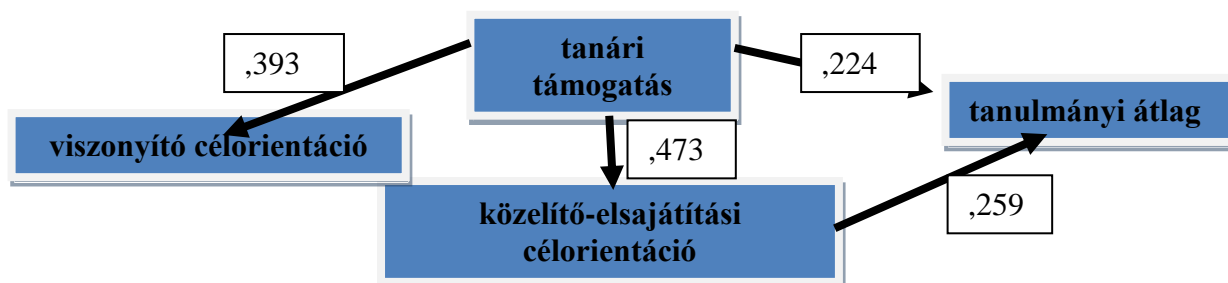 tanári
támogatás
,393
,224
tanulmányi átlag
viszonyító célorientáció
,473
közelítő-elsajátítási
célorientáció
,259